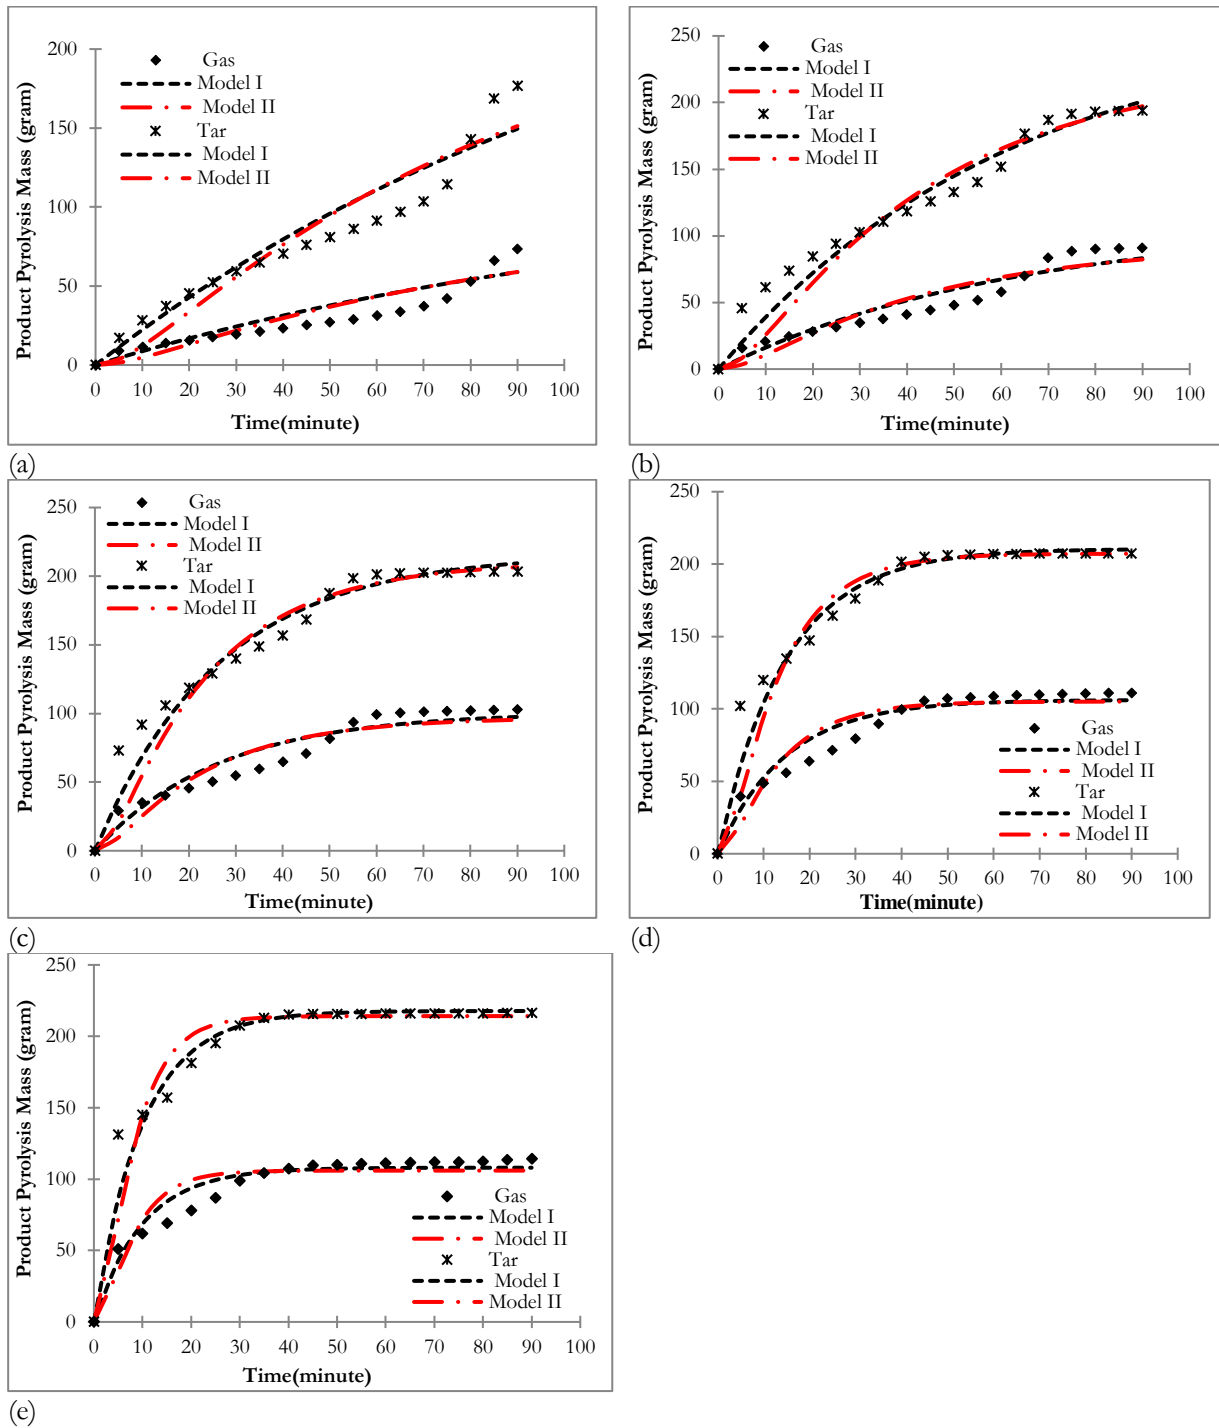 200
150
100
50
0
Product Pyrolysis Mass (gram)
Gas
Model I
Model II
Tar
Model I
Model II
0 10 20 30 40 50 60 70 80 90 100
Time(minute)
(a)
250
200
150
100
50
0
Product Pyrolysis Mass (gram)
Gas
Model I
Model II
Tar
Model I
Model II
0 10 20 30 40 50 60 70 80 90 100
Time(minute)
(b)
250
200
150
100
50
0
Product Pyrolysis Mass (gram)
Gas
Model I
Model II
Tar
Model I
Model II
0 10 20 30 40 50 60 70 80 90 100
Time(minute)
(c)
250
200
150
100
50
0
Product Pyrolysis Mass (gram)
Gas
Model I
Model II
Tar
Model I
Model II
0 10 20 30 40 50 60 70 80 90 100
Time(minute)
(d)
250
200
150
100
50
0
Product Pyrolysis Mass (gram)
Gas
Model I
Model II
Tar
Model I
Model II
0 10 20 30 40 50 60 70 80 90 100
Time(minute)
(e)